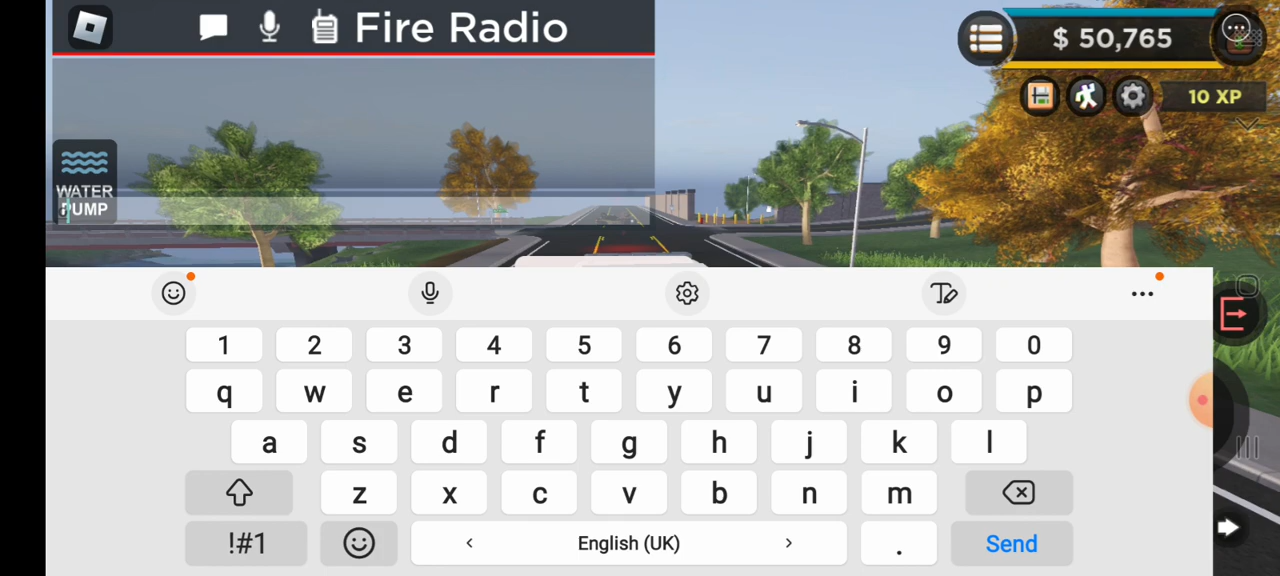 Fire Radio
$ 50,765
10 XP
WATER
PUMP
1 2 3 4 5 6 7 8 9 0
q w e r t y u i o p
a s d f g h j k l
z x c v b n m
!#1 < English (UK) > . Send